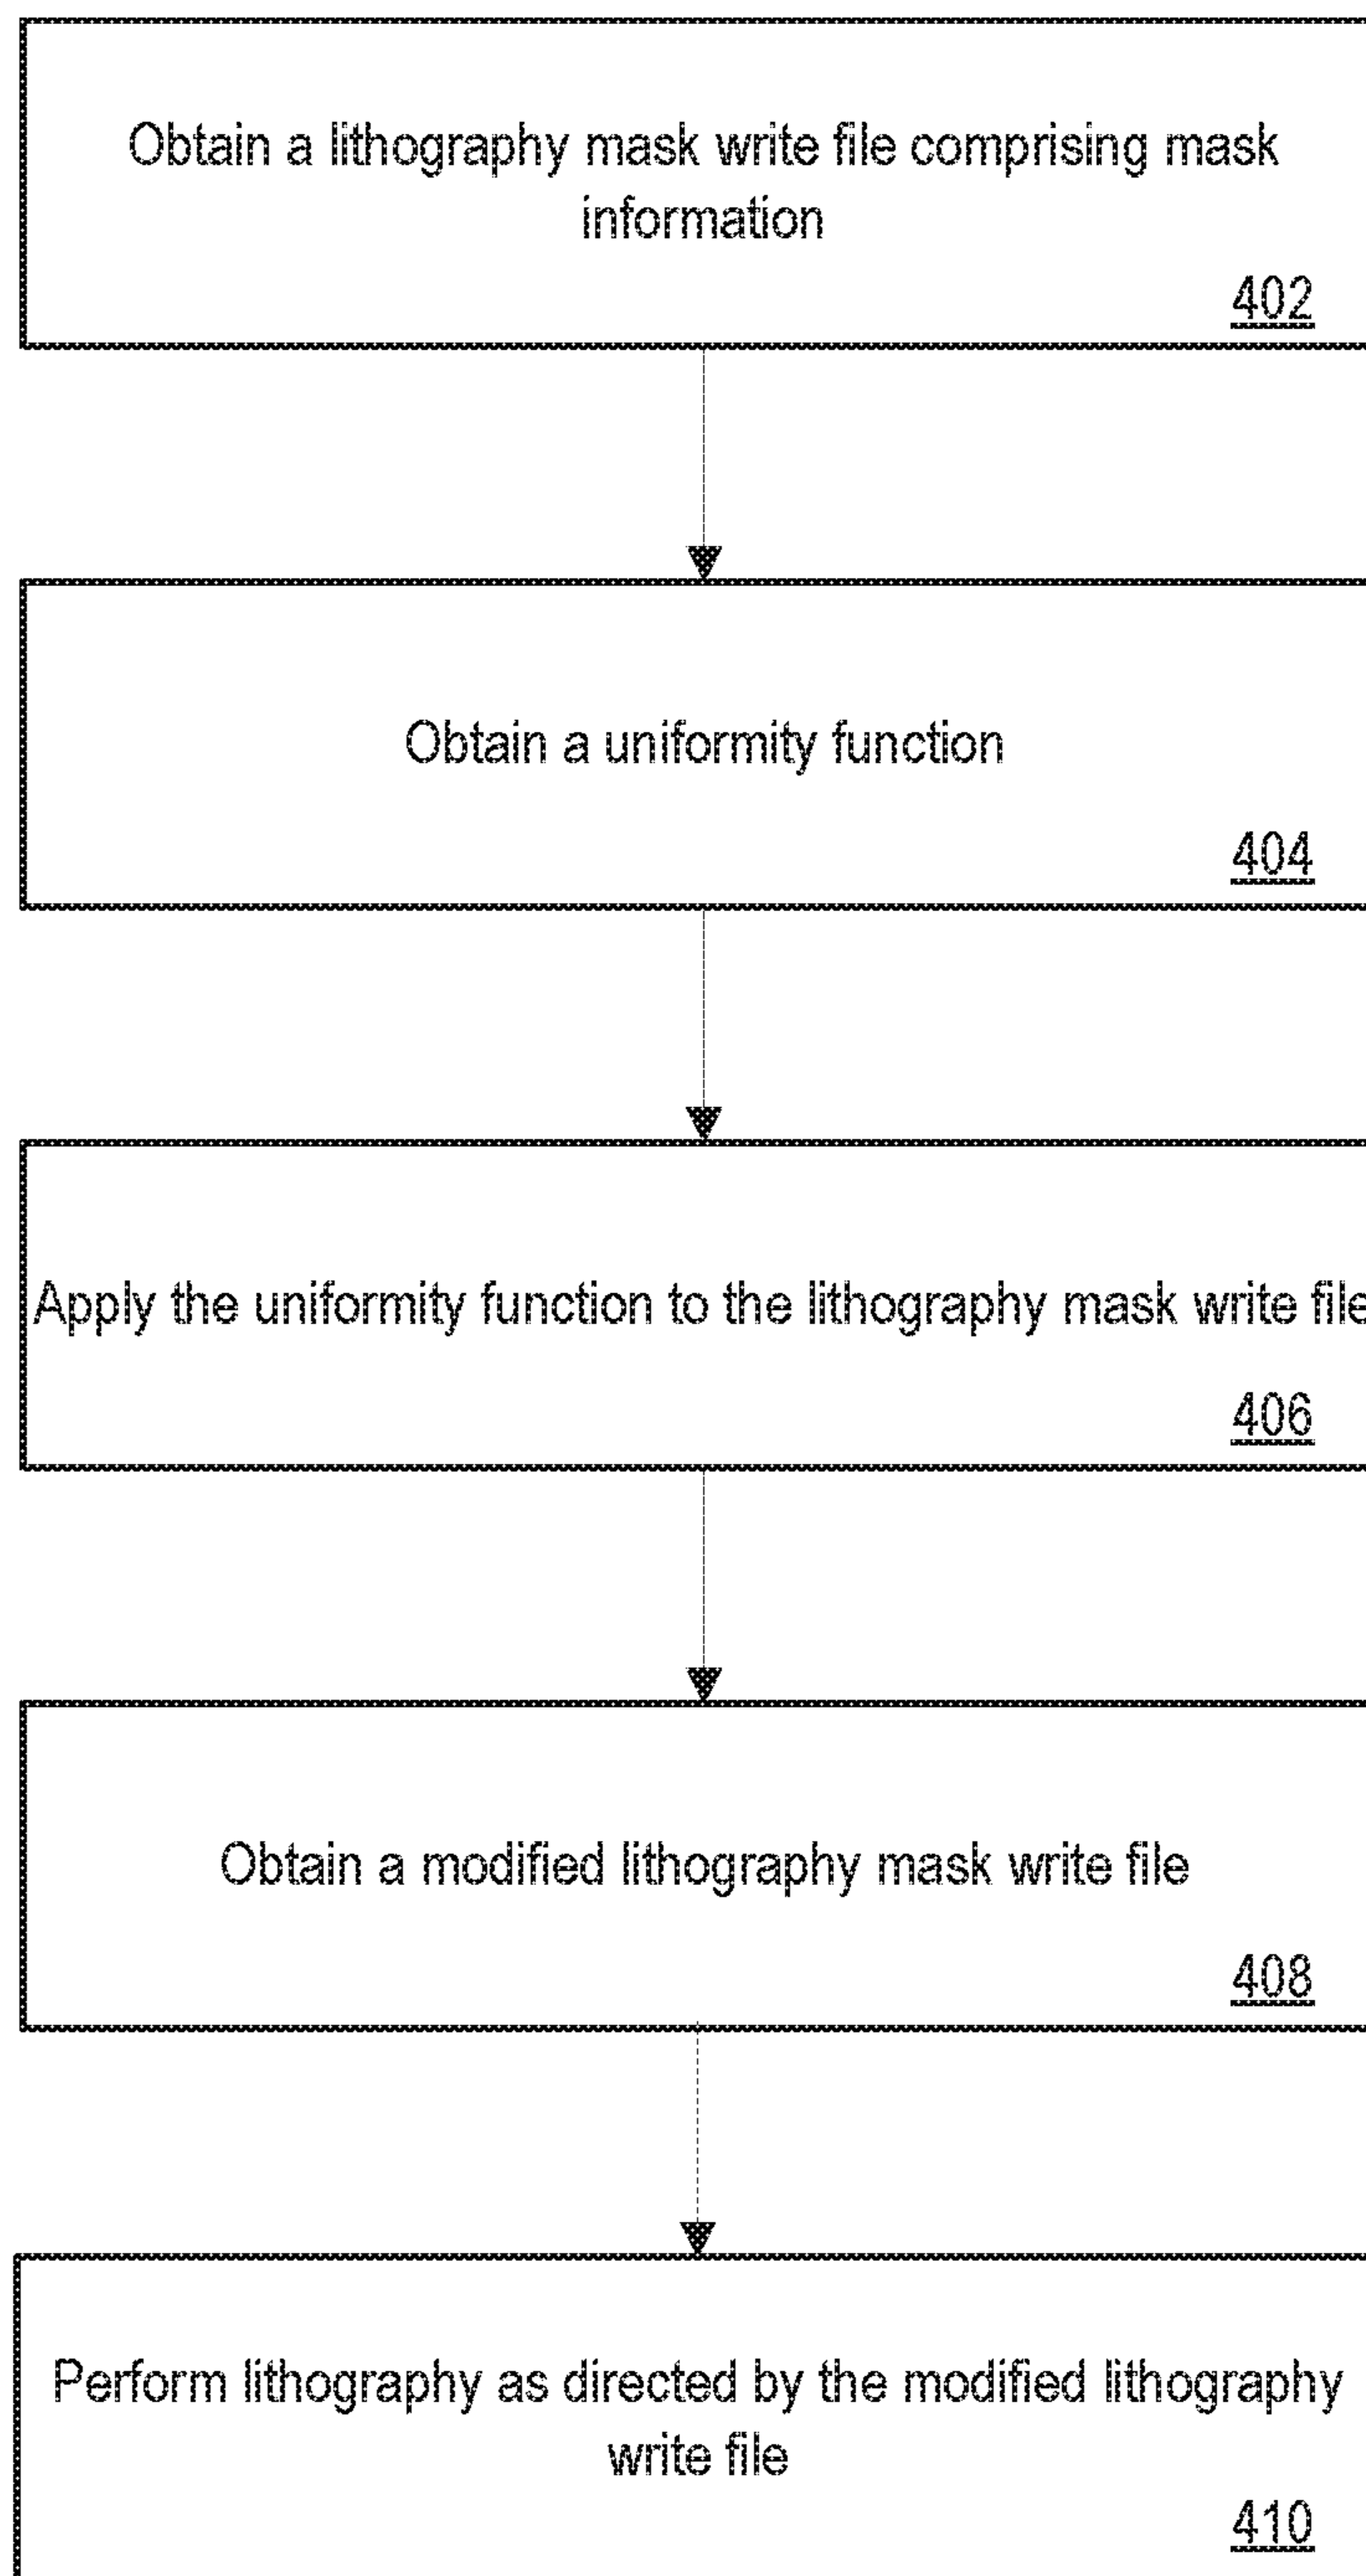 Obtain a lithography mask write file comprising mask
information
402
Obtain a uniformity function
404
Apply the uniformity function to the lithography mask write file
406
Obtain a modified lithography mask write file
408
Perform lithography as directed by the modified lithography
write file
410